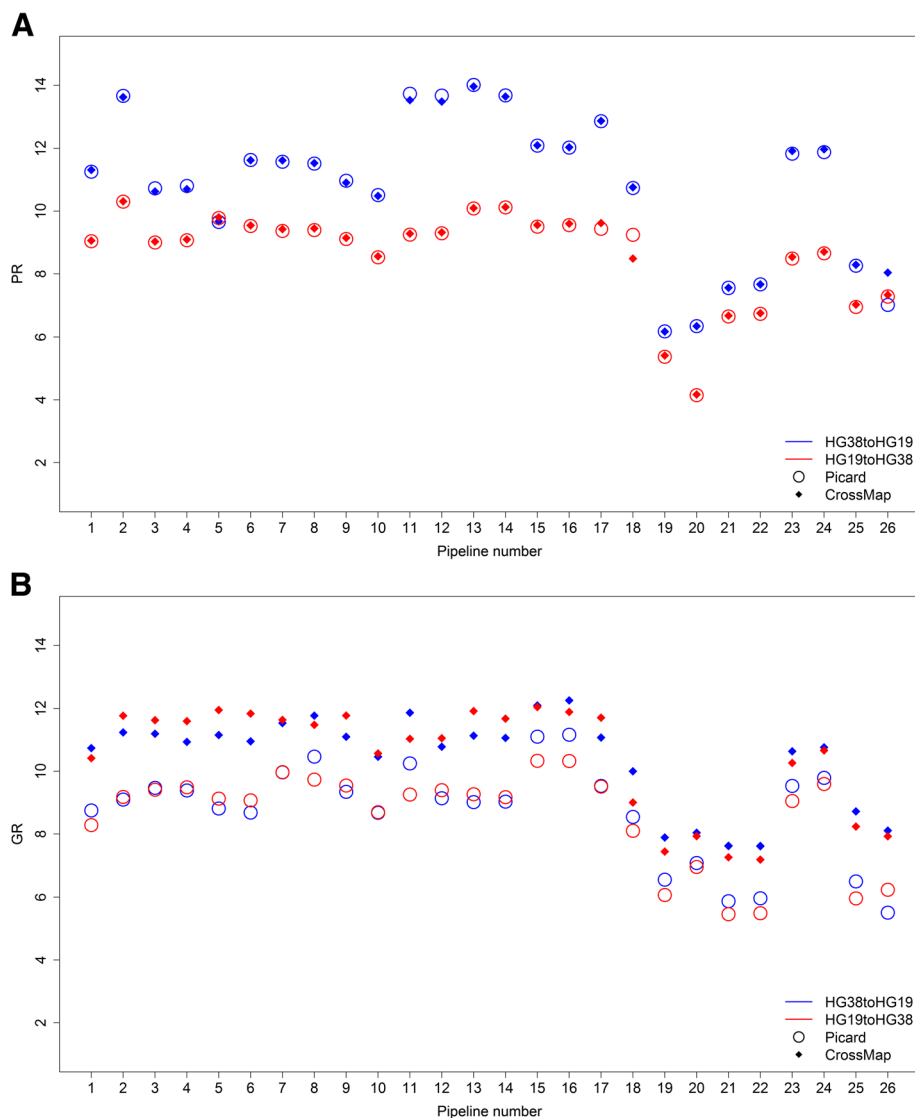 A
14
12
10
8
6
4
2
PR
HG38toHG19
HG19toHG38
Picard
CrossMap
1 2 3 4 5 6 7 8 9 10 11 12 13 14 15 16 17 18 19 20 21 22 23 24 25 26
Pipeline number
B
14
12
10
8
6
4
2
GR
HG38toHG19
HG19toHG38
Picard
CrossMap
1 2 3 4 5 6 7 8 9 10 11 12 13 14 15 16 17 18 19 20 21 22 23 24 25 26
Pipeline number